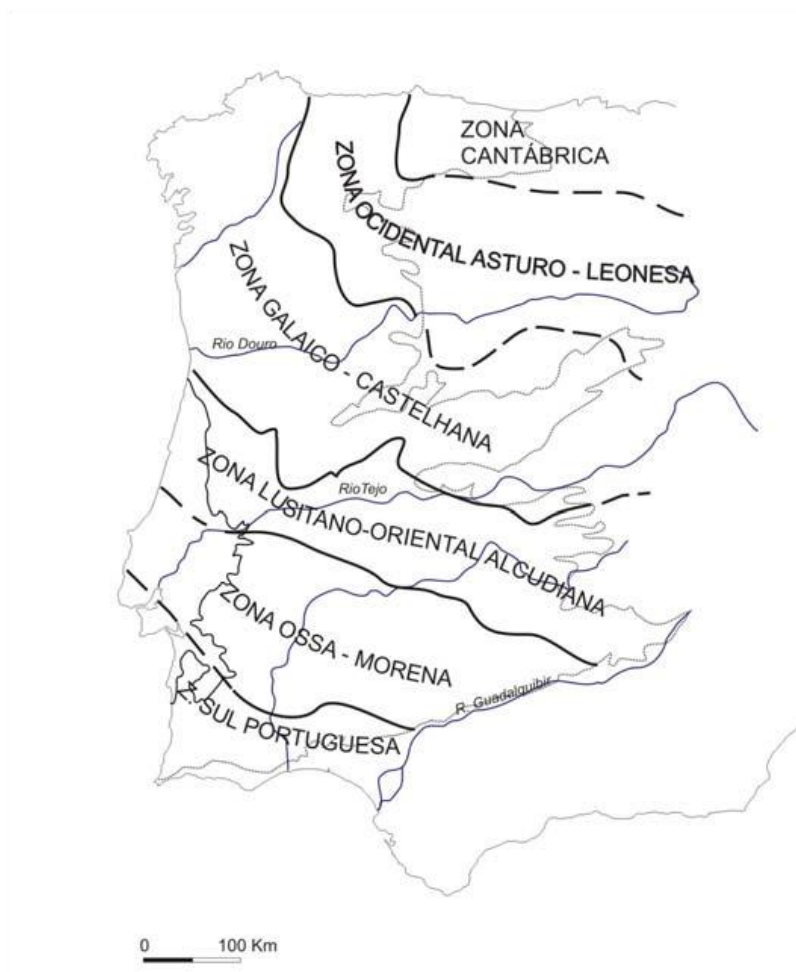 ZONA
CANTÁBRICA
ZONA OCIDENTAL ASTURO - LEONESA
ZONA GALAICO - CASTELHANA
Rio Douro
RioTejo
ZONA LUSITANO-ORIENTAL ALCUDIANA
ZONA OSSA - MORENA
R. Guadalquibir
Z. SUL PORTUGUESA
0 100 Km